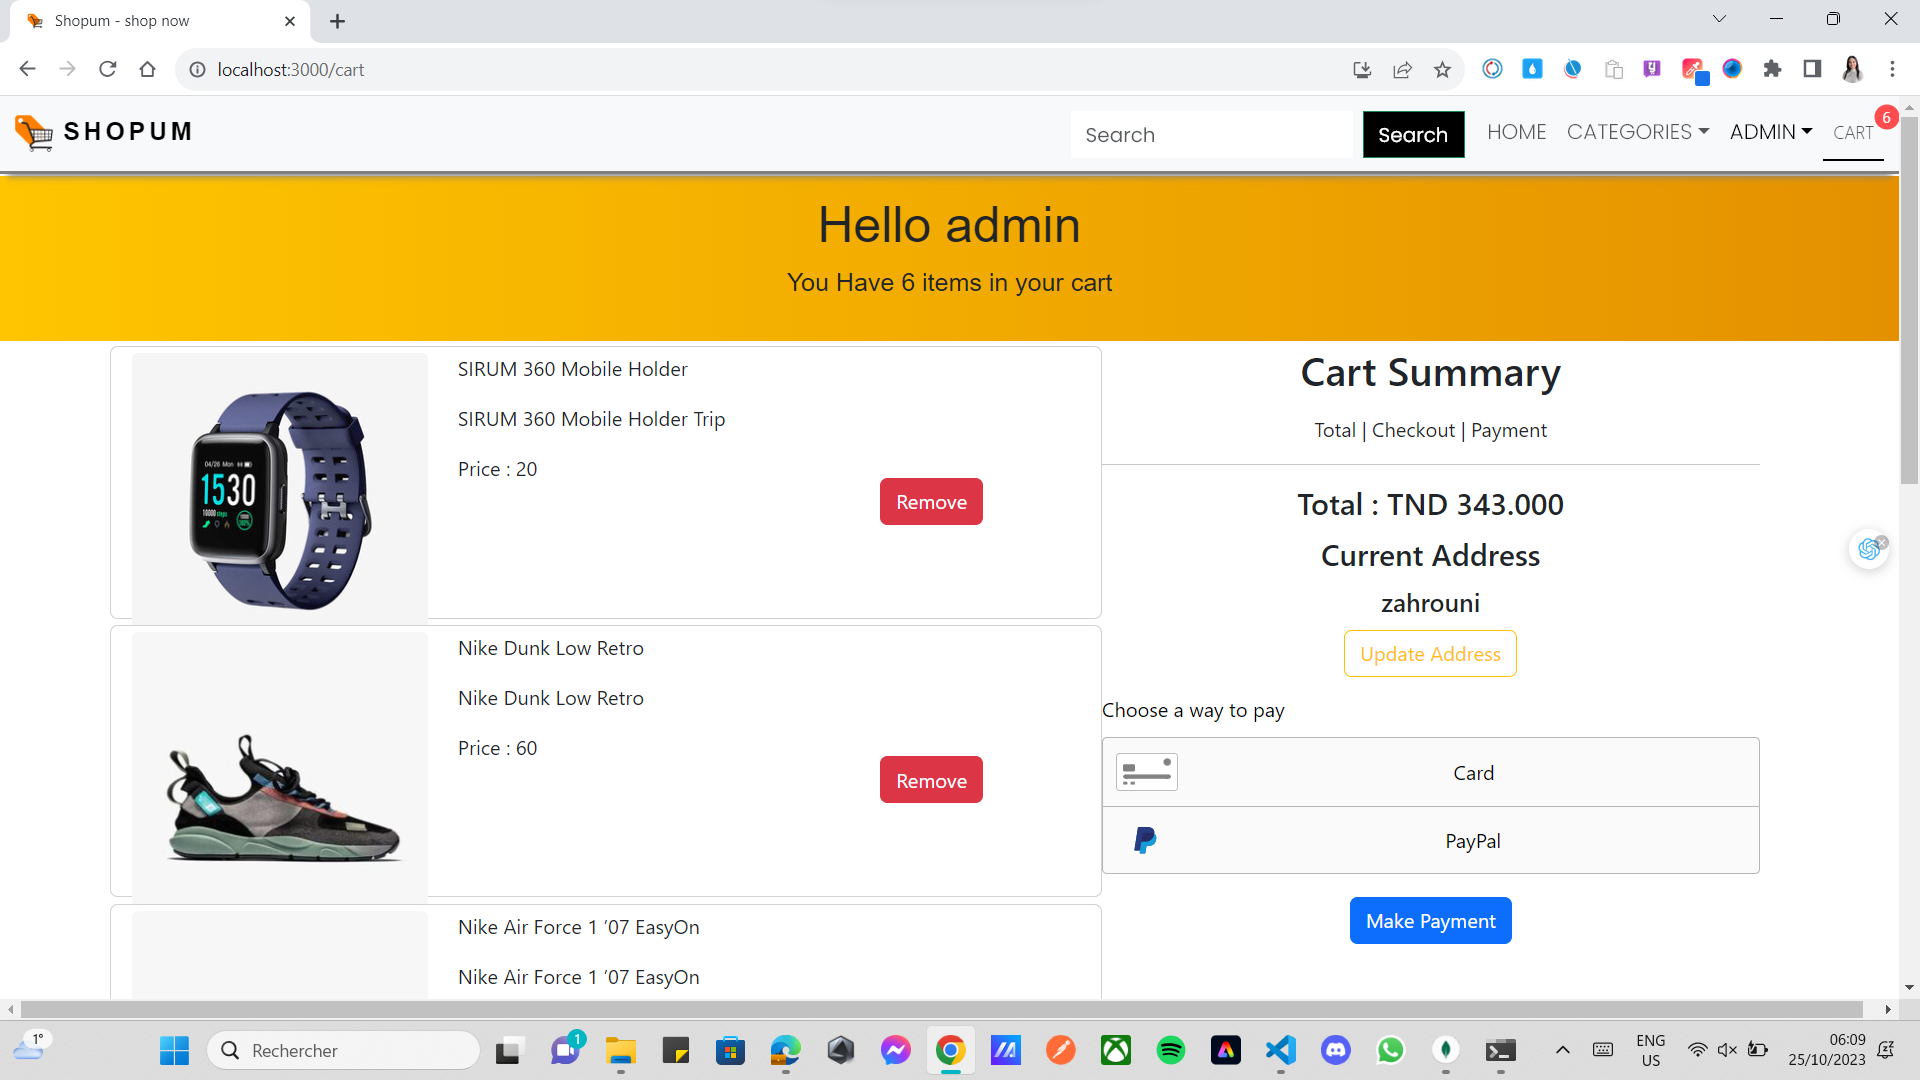 Shopum - shop now
localhost:3000/cart
SHOPUM
Search
Search
HOME
CATEGORIES
ADMIN
CART
6
Hello admin
You Have 6 items in your cart
SIRUM 360 Mobile Holder
SIRUM 360 Mobile Holder Trip
Price : 20
Remove
04/26 Mon
1530
10000 steps
Nike Dunk Low Retro
Nike Dunk Low Retro
Price : 60
Remove
Nike Air Force 1 ’07 EasyOn
Nike Air Force 1 ’07 EasyOn
Cart Summary
Total | Checkout | Payment
Total : TND 343.000
Current Address
zahrouni
Update Address
Choose a way to pay
Card
PayPal
Make Payment
1°
Rechercher
1
ENG
US
06:09
25/10/2023